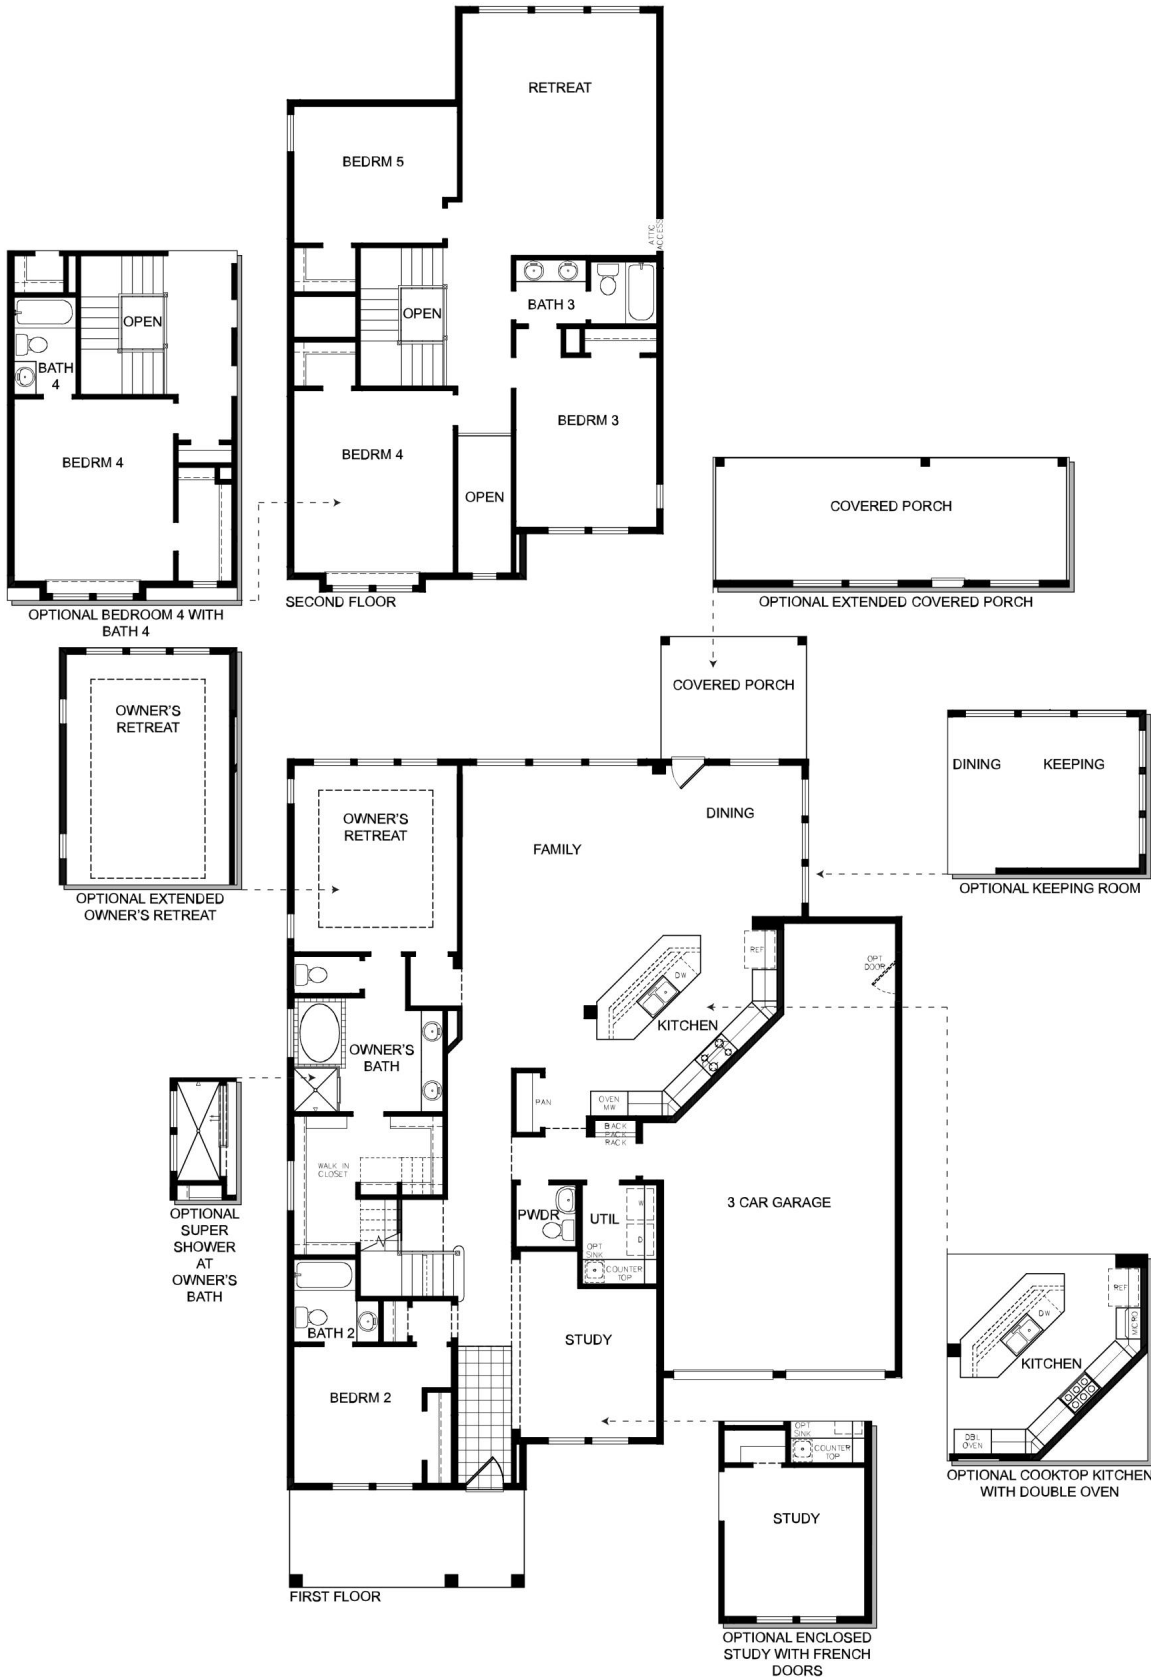 RETREAT
BEDRM 5
ATTIC
ACCESS
OPEN
BATH 3
BEDRM 3
BEDRM 4
OPEN
SECOND FLOOR
OPEN
BATH
4
BEDRM 4
OPTIONAL BEDROOM 4 WITH
BATH 4
COVERED PORCH
OPTIONAL EXTENDED COVERED PORCH
OWNER'S
RETREAT
OPTIONAL EXTENDED
OWNER'S RETREAT
COVERED PORCH
DINING
KEEPING
OPTIONAL KEEPING ROOM
OWNER'S
RETREAT
FAMILY
DINING
REF
OPT
DOOR
DW
KITCHEN
OWNER'S
BATH
PAN
OVEN
MW
BACK
PACK
RACK
WALK IN
CLOSET
OPTIONAL
SUPER
SHOWER
AT
OWNER'S
BATH
PWDR
UTIL
W
D
OPT
SINK
COUNTER
TOP
3 CAR GARAGE
BATH 2
BEDRM 2
STUDY
FIRST FLOOR
REF
DW
MICRO
KITCHEN
DBL
OVEN
OPTIONAL COOKTOP KITCHEN
WITH DOUBLE OVEN
OPT
SINK
COUNTER
TOP
STUDY
OPTIONAL ENCLOSED
STUDY WITH FRENCH
DOORS